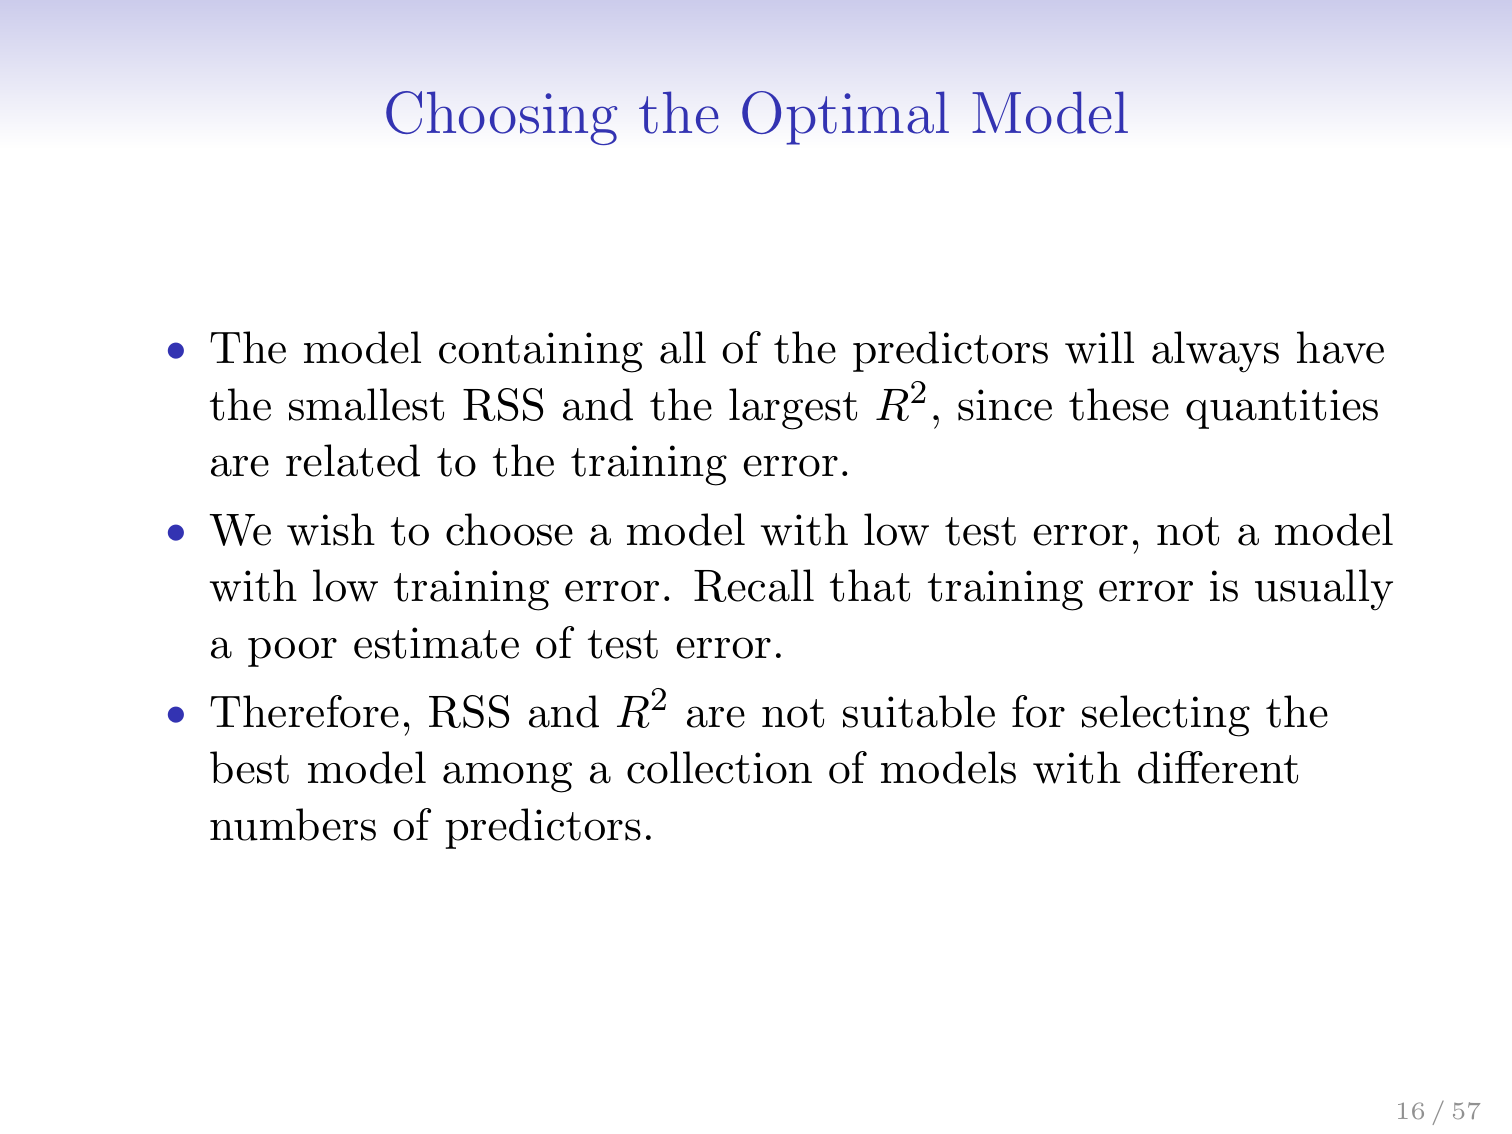 Choosing the Optimal Model
• The model containing all of the predictors will always have
the smallest RSS and the largest R², since these quantities
are related to the training error.
• We wish to choose a model with low test error, not a model
with low training error. Recall that training error is usually
a poor estimate of test error.
• Therefore, RSS and R² are not suitable for selecting the
best model among a collection of models with different
numbers of predictors.
16 / 57